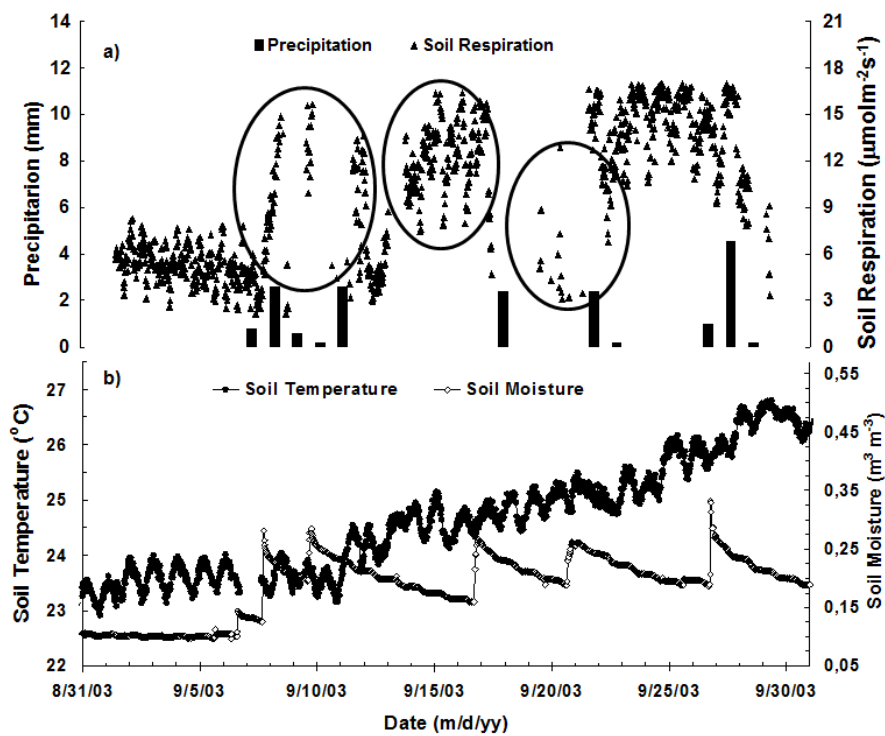 a)
Precipitation
Soil Respiration
Precipitarion (mm)
14
12
10
8
6
4
2
0
Soil Respiration (µmolm-2s-1)
21
18
15
12
9
6
3
0
b)
Soil Temperature
Soil Moisture
Soil Temperature (°C)
27
26
25
24
23
22
Soil Moisture (m³ m-³)
0,55
0,45
0,35
0,25
0,15
0,05
8/31/03 9/5/03 9/10/03 9/15/03 9/20/03 9/25/03 9/30/03
Date (m/d/yy)